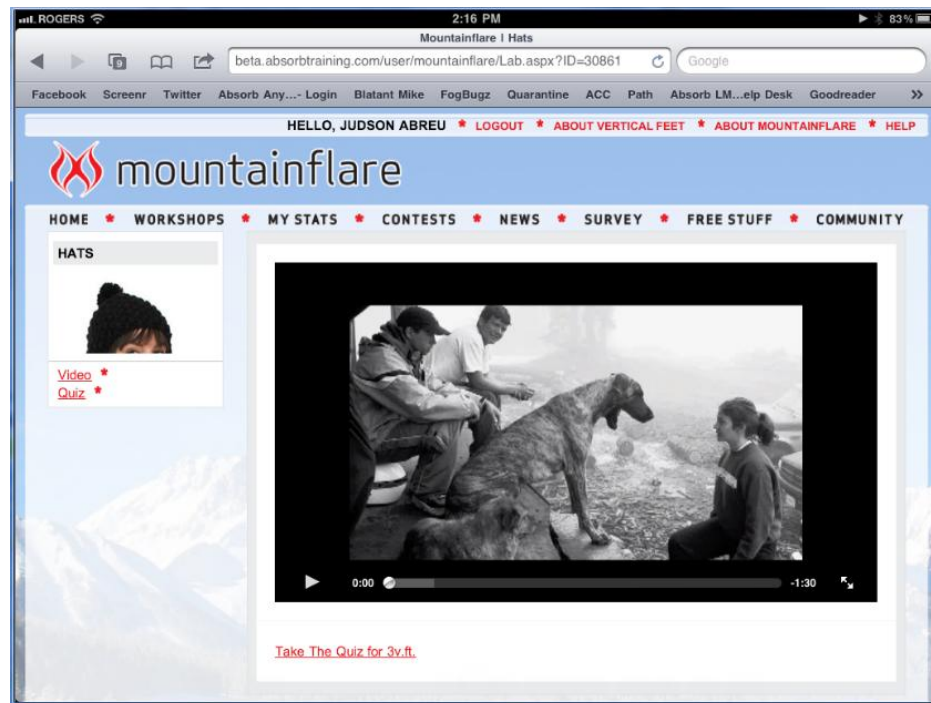 ROGERS 2:16 PM 83%
Mountainflare | Hats
9 beta.absorbtraining.com/user/mountainflare/Lab.aspx?ID=30861 Google
Facebook Screenr Twitter Absorb Any...- Login Blatant Mike FogBugz Quarantine ACC Path Absorb LM...elp Desk Goodreader »
HELLO, JUDSON ABREU * LOGOUT * ABOUT VERTICAL FEET * ABOUT MOUNTAINFLARE * HELP
mountainflare
HOME * WORKSHOPS * MY STATS * CONTESTS * NEWS * SURVEY * FREE STUFF * COMMUNITY
HATS
Video *
Quiz *
0:00 -1:30
Take The Quiz for 3v.ft.